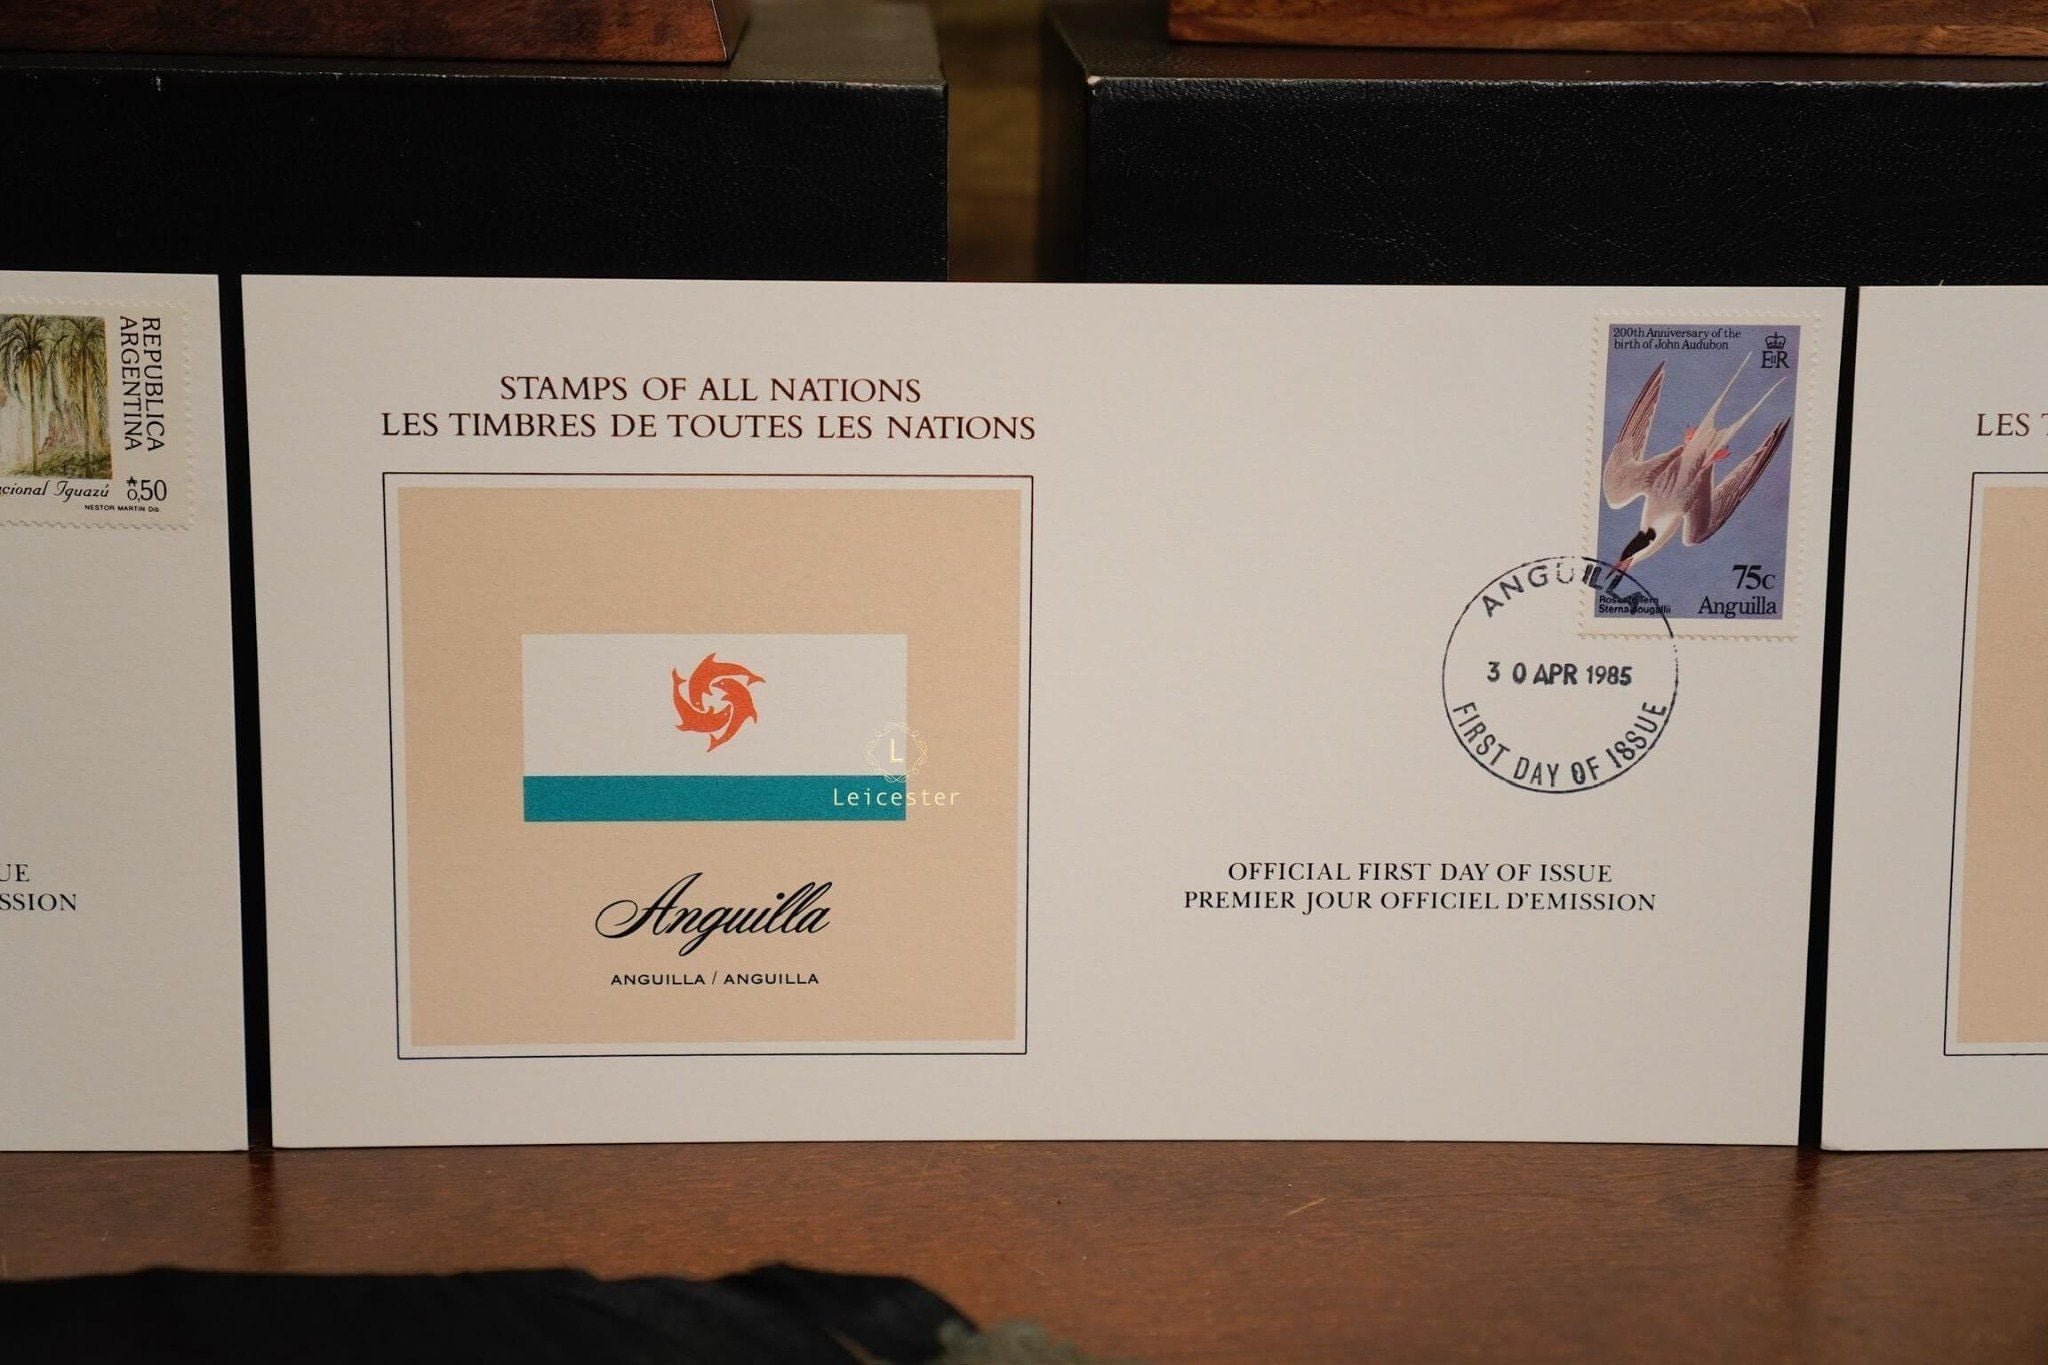 REPUBLICA
ARGENTINA
cional Iguazú
0,50
NESTOR MARTIN Dib.
UE
SSION
STAMPS OF ALL NATIONS
LES TIMBRES DE TOUTES LES NATIONS
L
Leicester
Anguilla
ANGUILLA / ANGUILLA
200th Anniversary of the
birth of John Audubon
EIIR
75c
Roseate Tern
Sterna dougallii
Anguilla
ANGUILLA
30 APR 1985
FIRST DAY OF ISSUE
OFFICIAL FIRST DAY OF ISSUE
PREMIER JOUR OFFICIEL D'EMISSION
LES